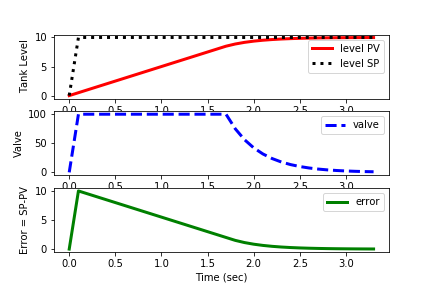 10
5
0
Tank Level
level PV
level SP
0.0 0.5 1.0 1.5 2.0 2.5 3.0
100
50
0
Valve
valve
0.0 0.5 1.0 1.5 2.0 2.5 3.0
10
5
0
Error = SP-PV
error
0.0 0.5 1.0 1.5 2.0 2.5 3.0
Time (sec)